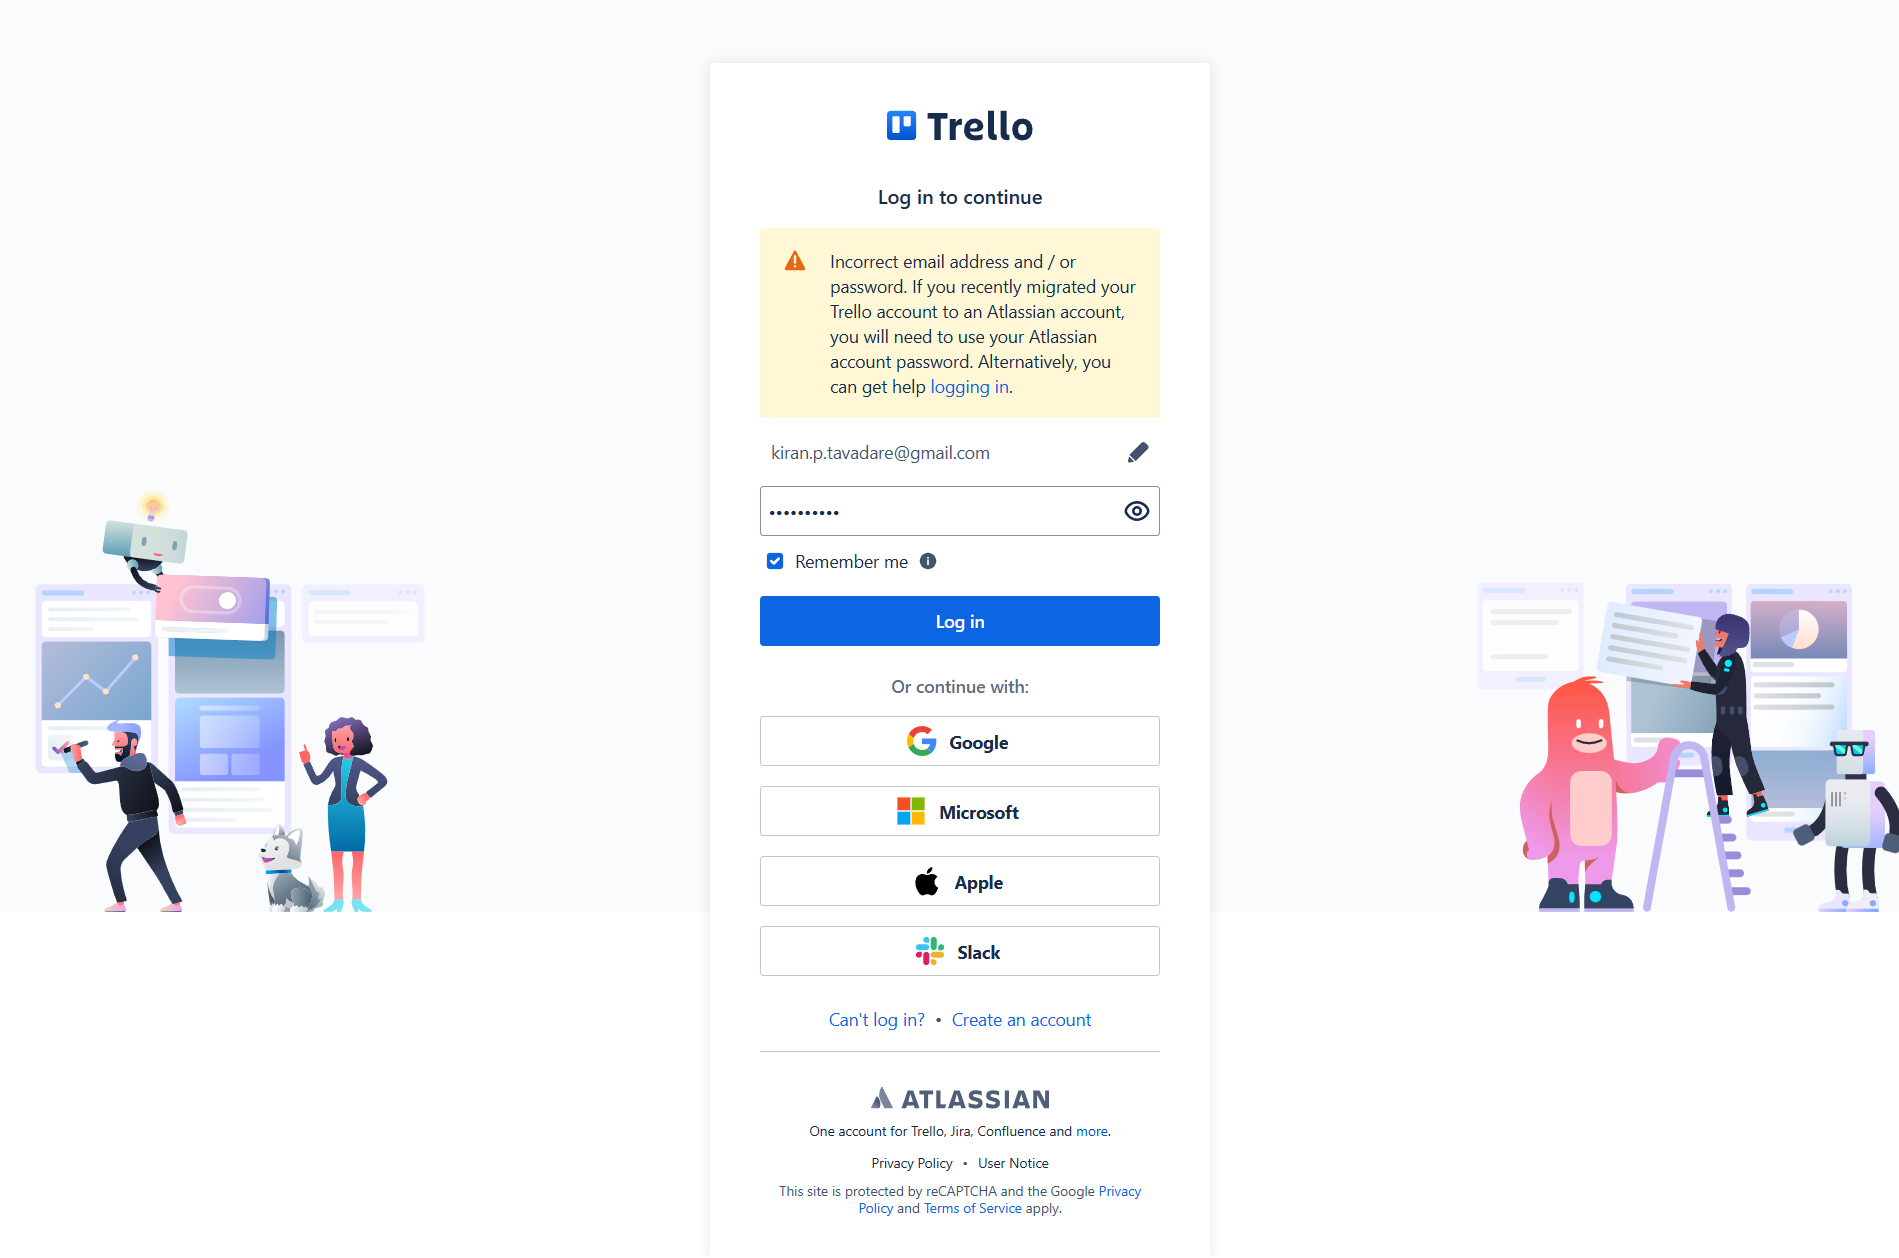 Trello
Log in to continue
Incorrect email address and / or
password. If you recently migrated your
Trello account to an Atlassian account,
you will need to use your Atlassian
account password. Alternatively, you
can get help logging in.
kiran.p.tavadare@gmail.com
••••••••••
Remember me
Log in
Or continue with:
Google
Microsoft
Apple
Slack
Can't log in? • Create an account
ATLASSIAN
One account for Trello, Jira, Confluence and more.
Privacy Policy • User Notice
This site is protected by reCAPTCHA and the Google Privacy
Policy and Terms of Service apply.